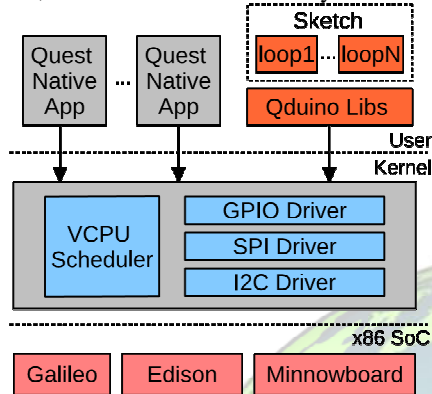 Sketch
loop1 ... loopN
Quest Native App
...
Quest Native App
Qduino Libs
User
Kernel
VCPU Scheduler
GPIO Driver
SPI Driver
I2C Driver
x86 SoC
Galileo
Edison
Minnowboard